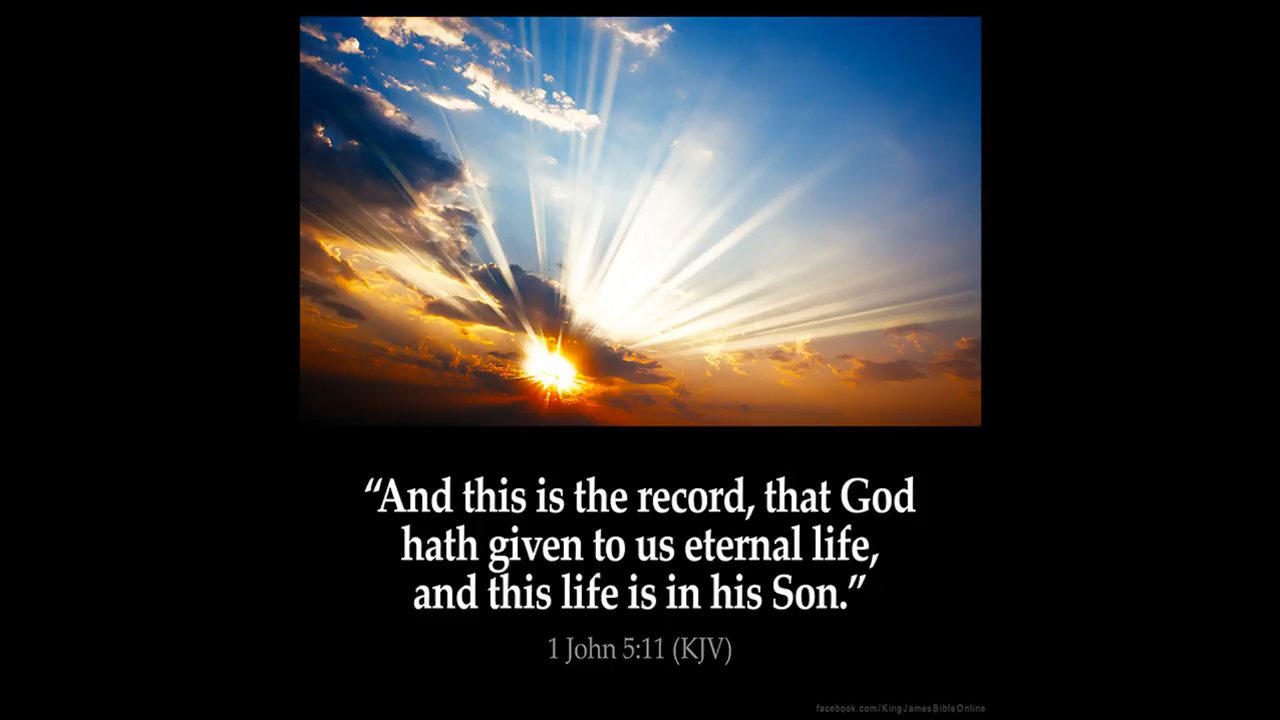 “And this is the record, that God
hath given to us eternal life,
and this life is in his Son.”
1 John 5:11 (KJV)
facebook.com/KingJamesBibleOnline